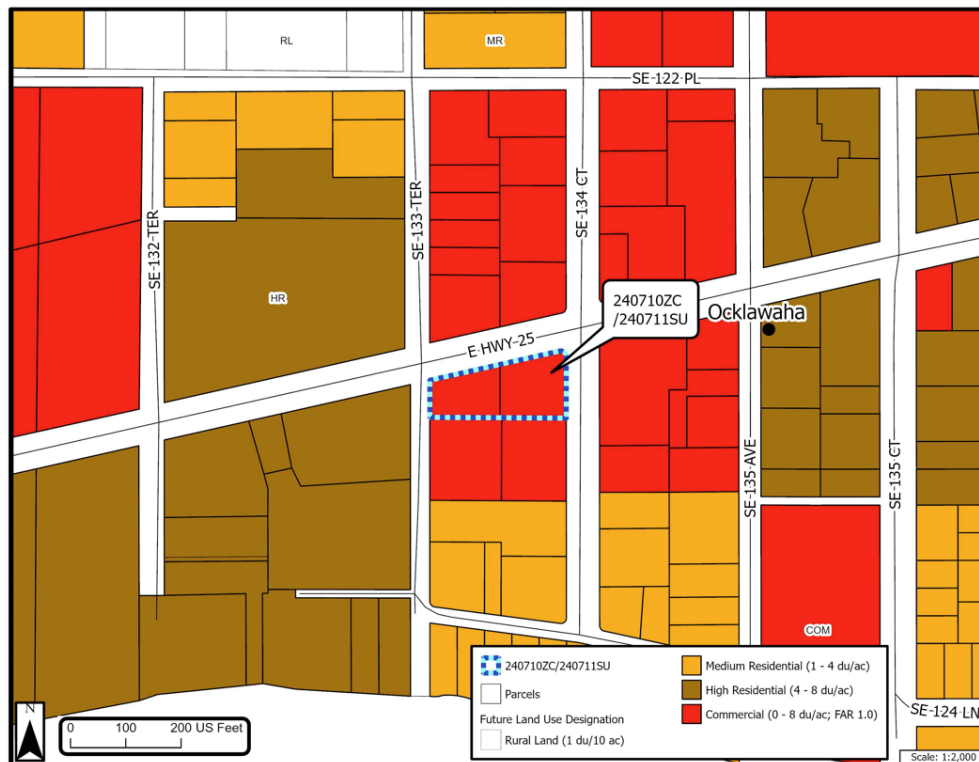 RL
MR
SE 122 PL
SE-132-TER
SE-133-TER
SE-134 CT
HR
240710ZC
/240711SU
Ocklawaha
E HWY-25
SE-135 AVE
SE-135 CT
COM
SE-124 LN
N
0 100 200 US Feet
240710ZC/240711SU
Parcels
Future Land Use Designation
Rural Land (1 du/10 ac)
Medium Residential (1 - 4 du/ac)
High Residential (4 - 8 du/ac)
Commercial (0 - 8 du/ac; FAR 1.0)
Scale: 1:2,000